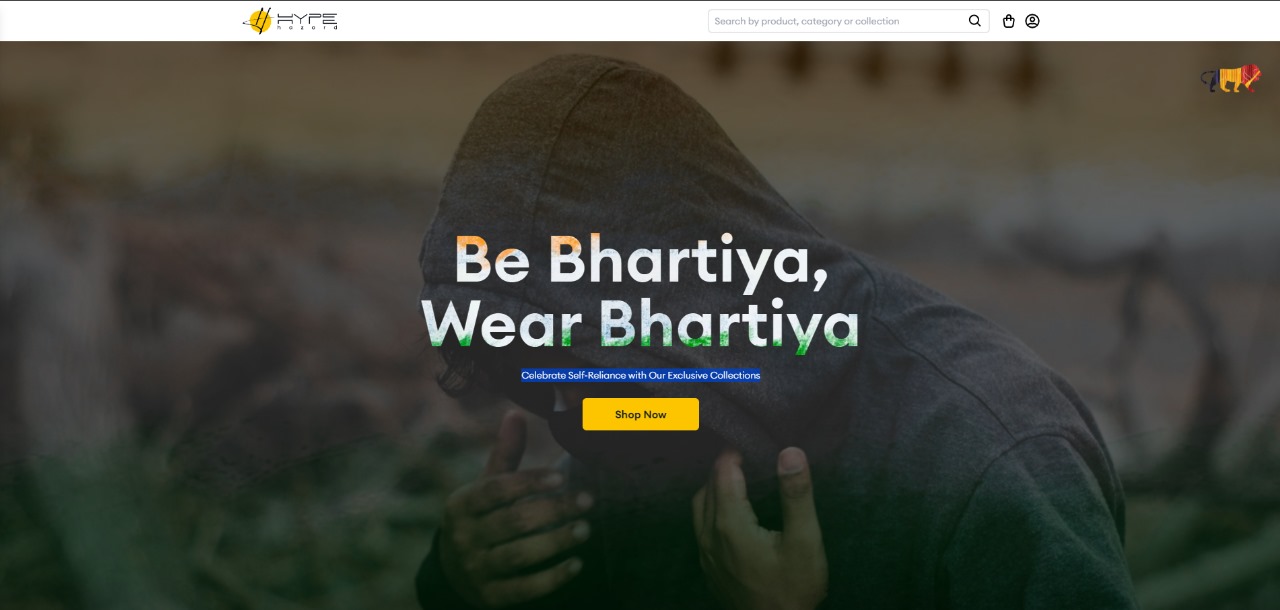 HYPE
nazard
Search by product, category or collection
Be Bhartiya,
Wear Bhartiya
Celebrate Self-Reliance with Our Exclusive Collections
Shop Now